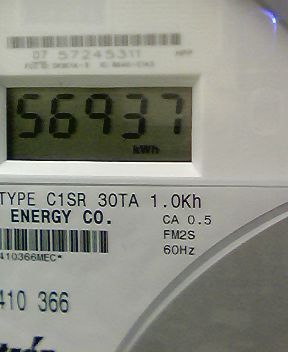 07 57245311
56937
kWh
TYPE C1SR 30TA 1.0Kh
ENERGY CO.
CA 0.5
FM2S
60Hz
410366MEC*
410 366